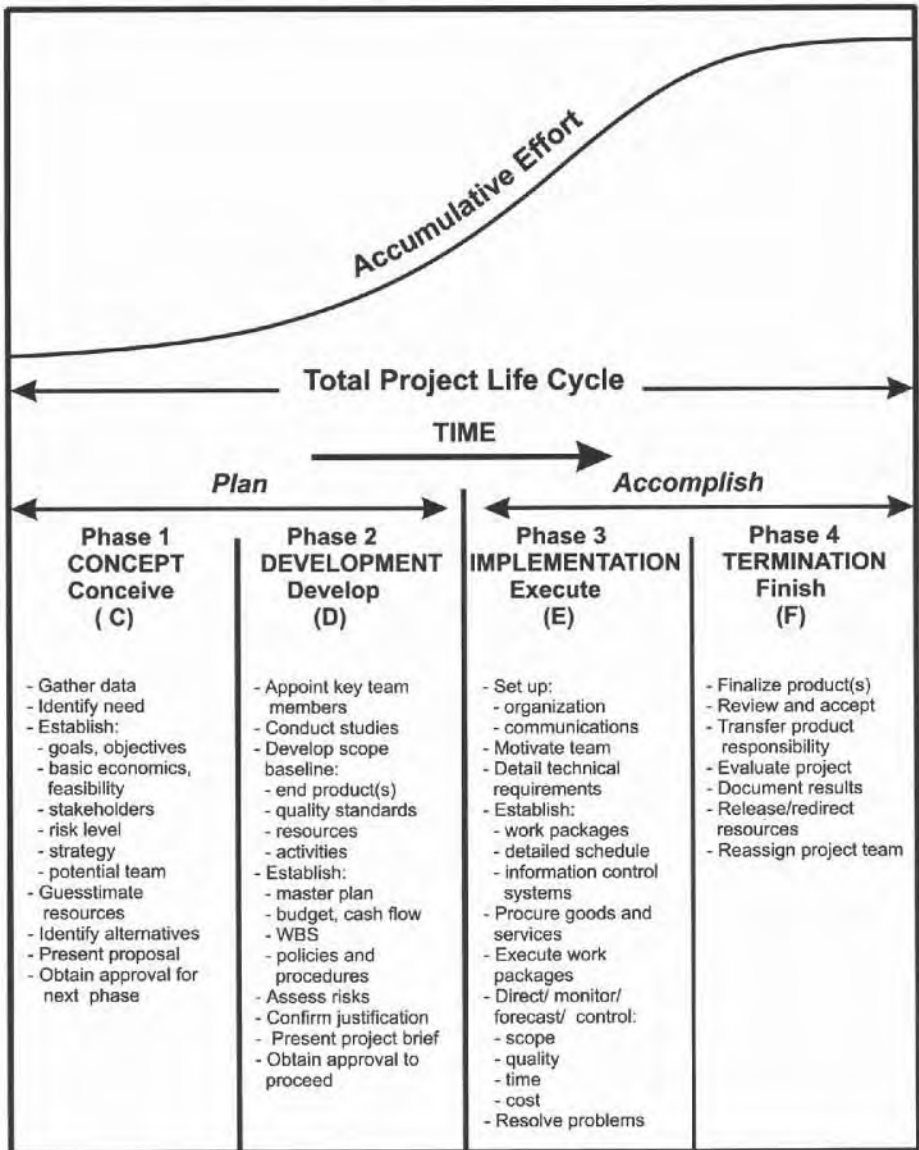 Accumulative Effort
Total Project Life Cycle
TIME
Plan
Accomplish
Phase 1
CONCEPT
Conceive
( C)
- Gather data
- Identify need
- Establish:
- goals, objectives
- basic economics,
feasibility
- stakeholders
- risk level
- strategy
- potential team
- Guesstimate
resources
- Identify alternatives
- Present proposal
- Obtain approval for
next phase
Phase 2
DEVELOPMENT
Develop
(D)
- Appoint key team
members
- Conduct studies
- Develop scope
baseline:
- end product(s)
- quality standards
- resources
- activities
- Establish:
- master plan
- budget, cash flow
- WBS
- policies and
procedures
- Assess risks
- Confirm justification
- Present project brief
- Obtain approval to
proceed
Phase 3
IMPLEMENTATION
Execute
(E)
- Set up:
- organization
- communications
- Motivate team
- Detail technical
requirements
- Establish:
- work packages
- detailed schedule
- information control
systems
- Procure goods and
services
- Execute work
packages
- Direct/ monitor/
forecast/ control:
- scope
- quality
- time
- cost
- Resolve problems
Phase 4
TERMINATION
Finish
(F)
- Finalize product(s)
- Review and accept
- Transfer product
responsibility
- Evaluate project
- Document results
- Release/redirect
resources
- Reassign project team